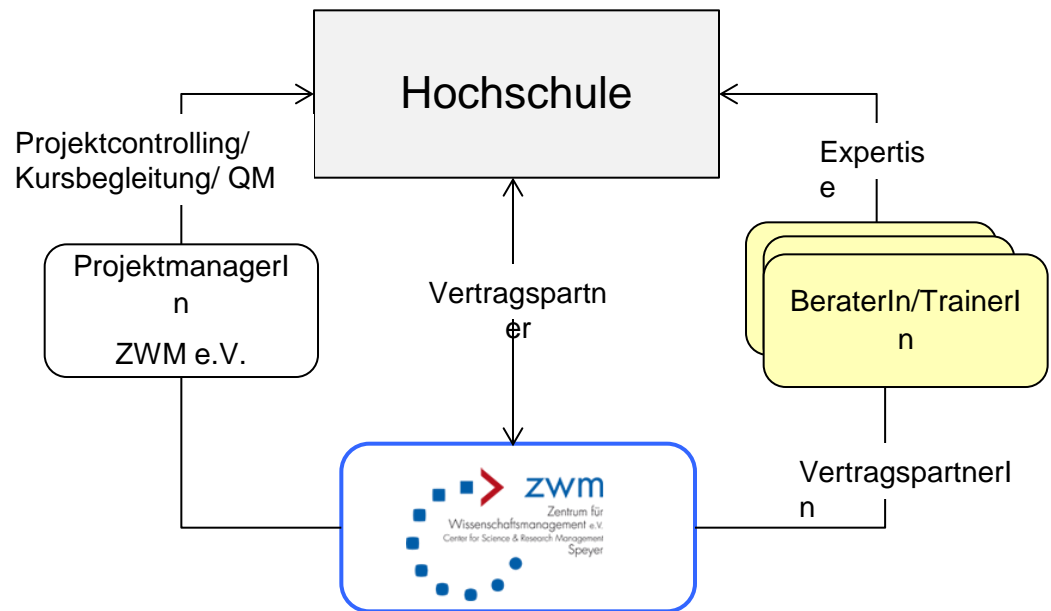 Hochschule
Projektcontrolling/
Kursbegleitung/ QM
Expertis
e
ProjektmanagerI
n
ZWM e.V.
Vertragspartn
er
BeraterIn/TrainerI
n
VertragspartnerI
n
zwm
Zentrum für
Wissenschaftsmanagement e.V.
Center for Science & Research Management
Speyer